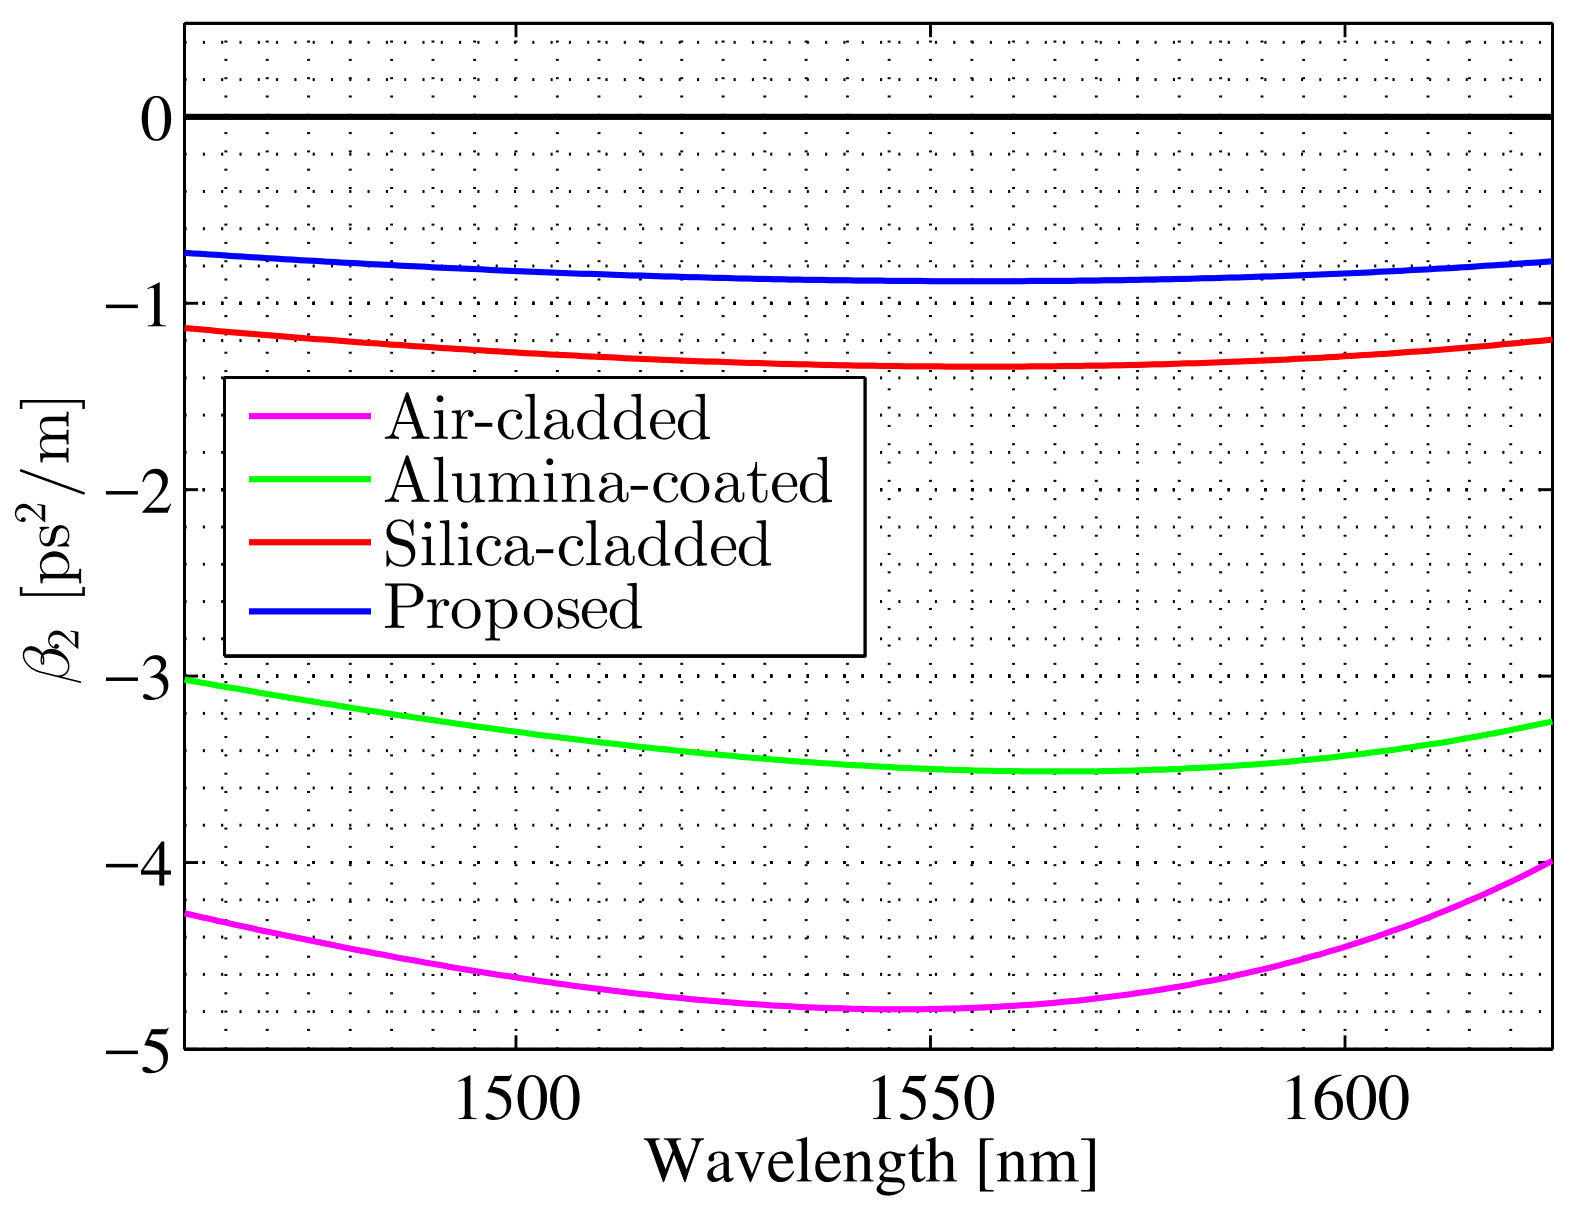 0
−1
−2
−3
−4
−5
β₂ [ps²/m]
Air-cladded
Alumina-coated
Silica-cladded
Proposed
1500 1550 1600
Wavelength [nm]